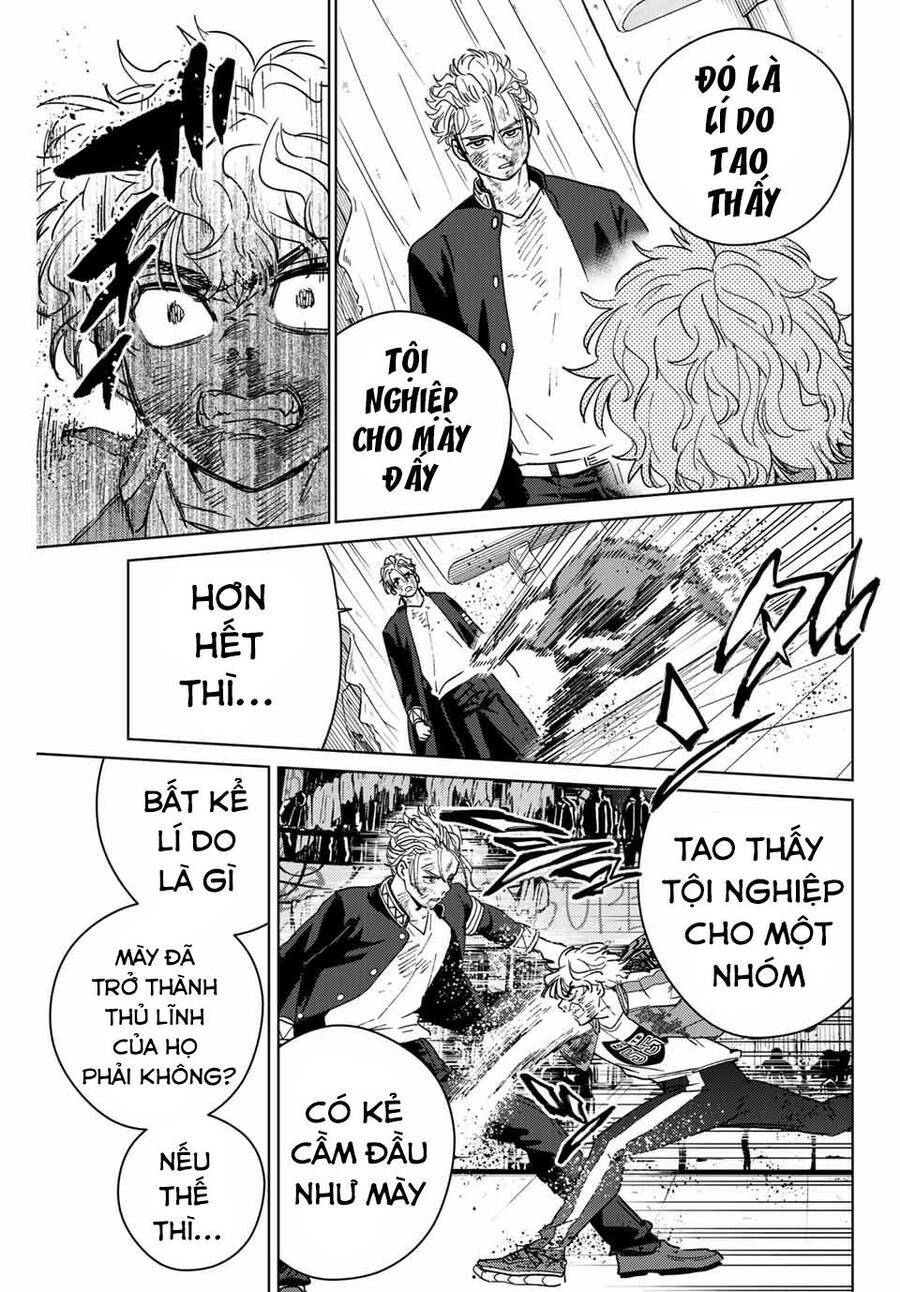 ĐÓ LÀ
LÍ DO
TAO
THẤY
TỘI
NGHIỆP
CHO MÀY
ĐẤY
HƠN
HẾT
THÌ...
TAO THẤY
TỘI NGHIỆP
CHO MỘT
NHÓM
CÓ KẺ
CẦM ĐẦU
NHƯ MÀY
BẤT KỂ
LÍ DO
LÀ GÌ
MÀY ĐÃ
TRỞ THÀNH
THỦ LĨNH
CỦA HỌ
PHẢI KHÔNG?
NẾU
THẾ
THÌ...